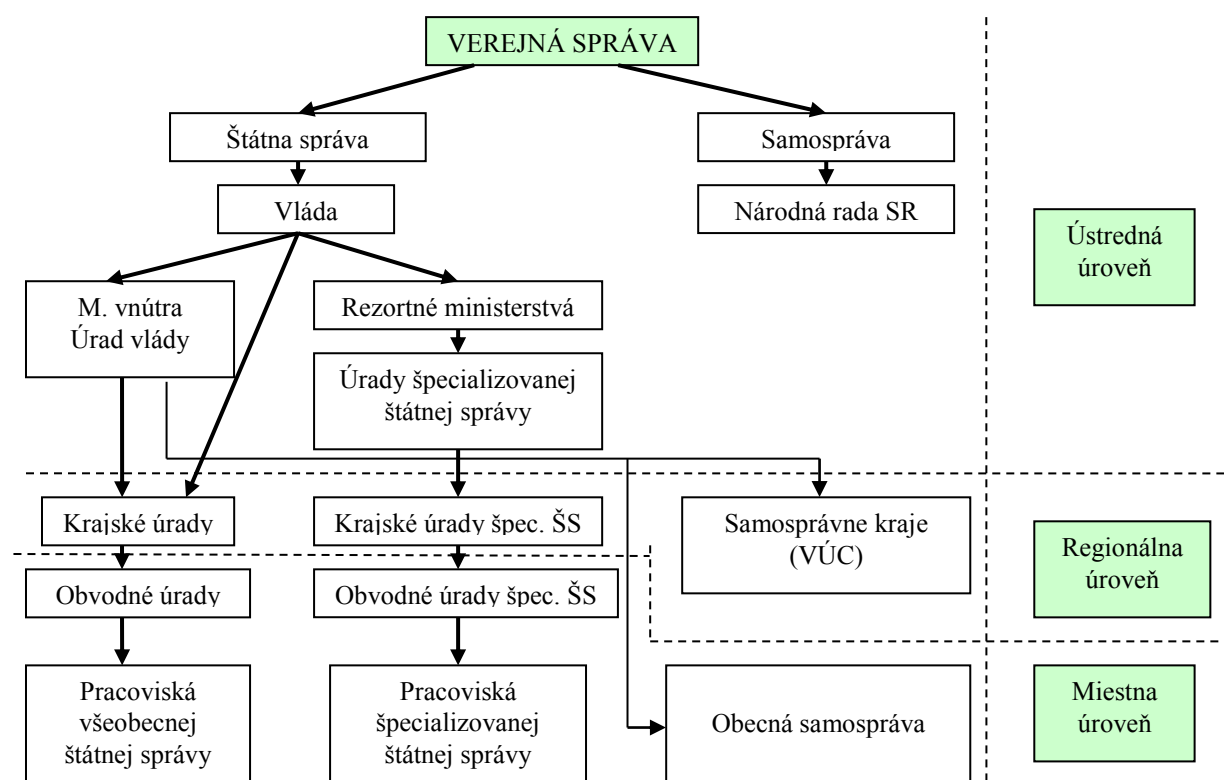 VEREJNÁ SPRÁVA
Štátna správa
Samospráva
Vláda
Národná rada SR
Ústredná
úroveň
M. vnútra
Úrad vlády
Rezortné ministerstvá
Úrady špecializovanej
štátnej správy
Krajské úrady
Krajské úrady špec. ŠS
Samosprávne kraje
(VÚC)
Regionálna
úroveň
Obvodné úrady
Obvodné úrady špec. ŠS
Pracoviská
všeobecnej
štátnej správy
Pracoviská
špecializovanej
štátnej správy
Obecná samospráva
Miestna
úroveň